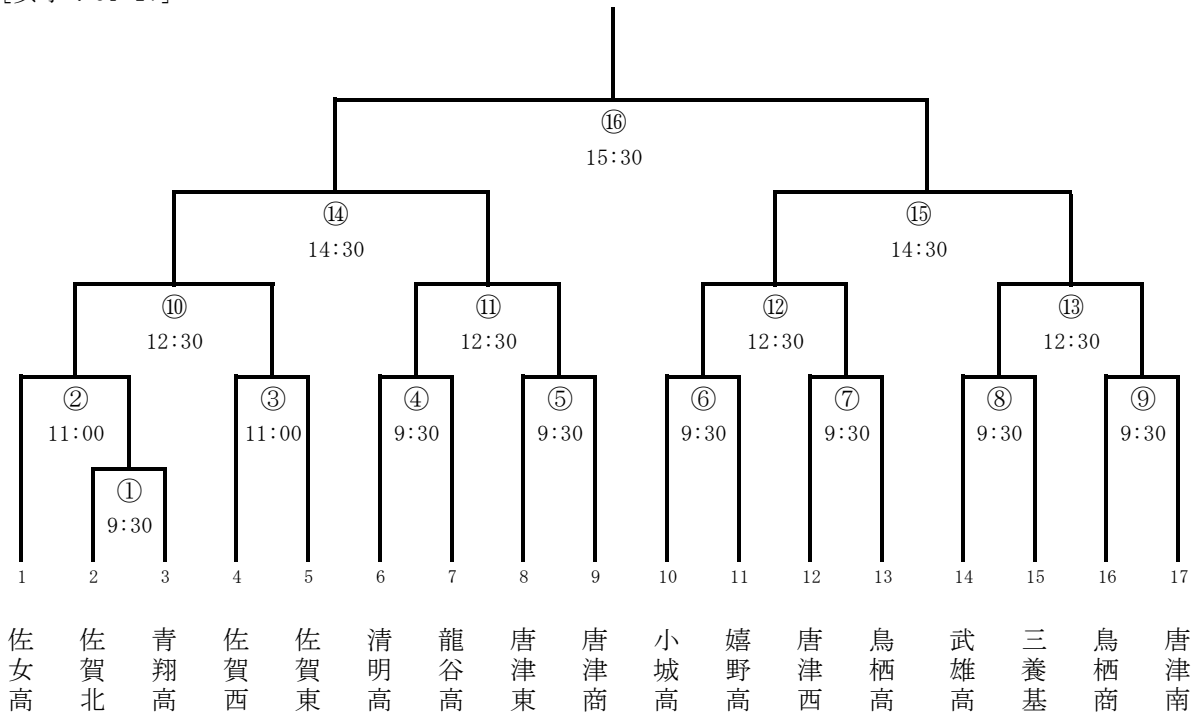 ⑯
15:30
⑭ ⑮
14:30 14:30
⑩ ⑪ ⑫ ⑬
12:30 12:30 12:30 12:30
② ③ ④ ⑤ ⑥ ⑦ ⑧ ⑨
11:00 11:00 9:30 9:30 9:30 9:30 9:30 9:30
①
9:30
1 2 3 4 5 6 7 8 9 10 11 12 13 14 15 16 17
佐女高
佐賀北
青翔高
佐賀西
佐賀東
清明高
龍谷高
唐津東
唐津商
小城高
嬉野高
唐津西
鳥栖高
武雄高
三養基
鳥栖商
唐津南